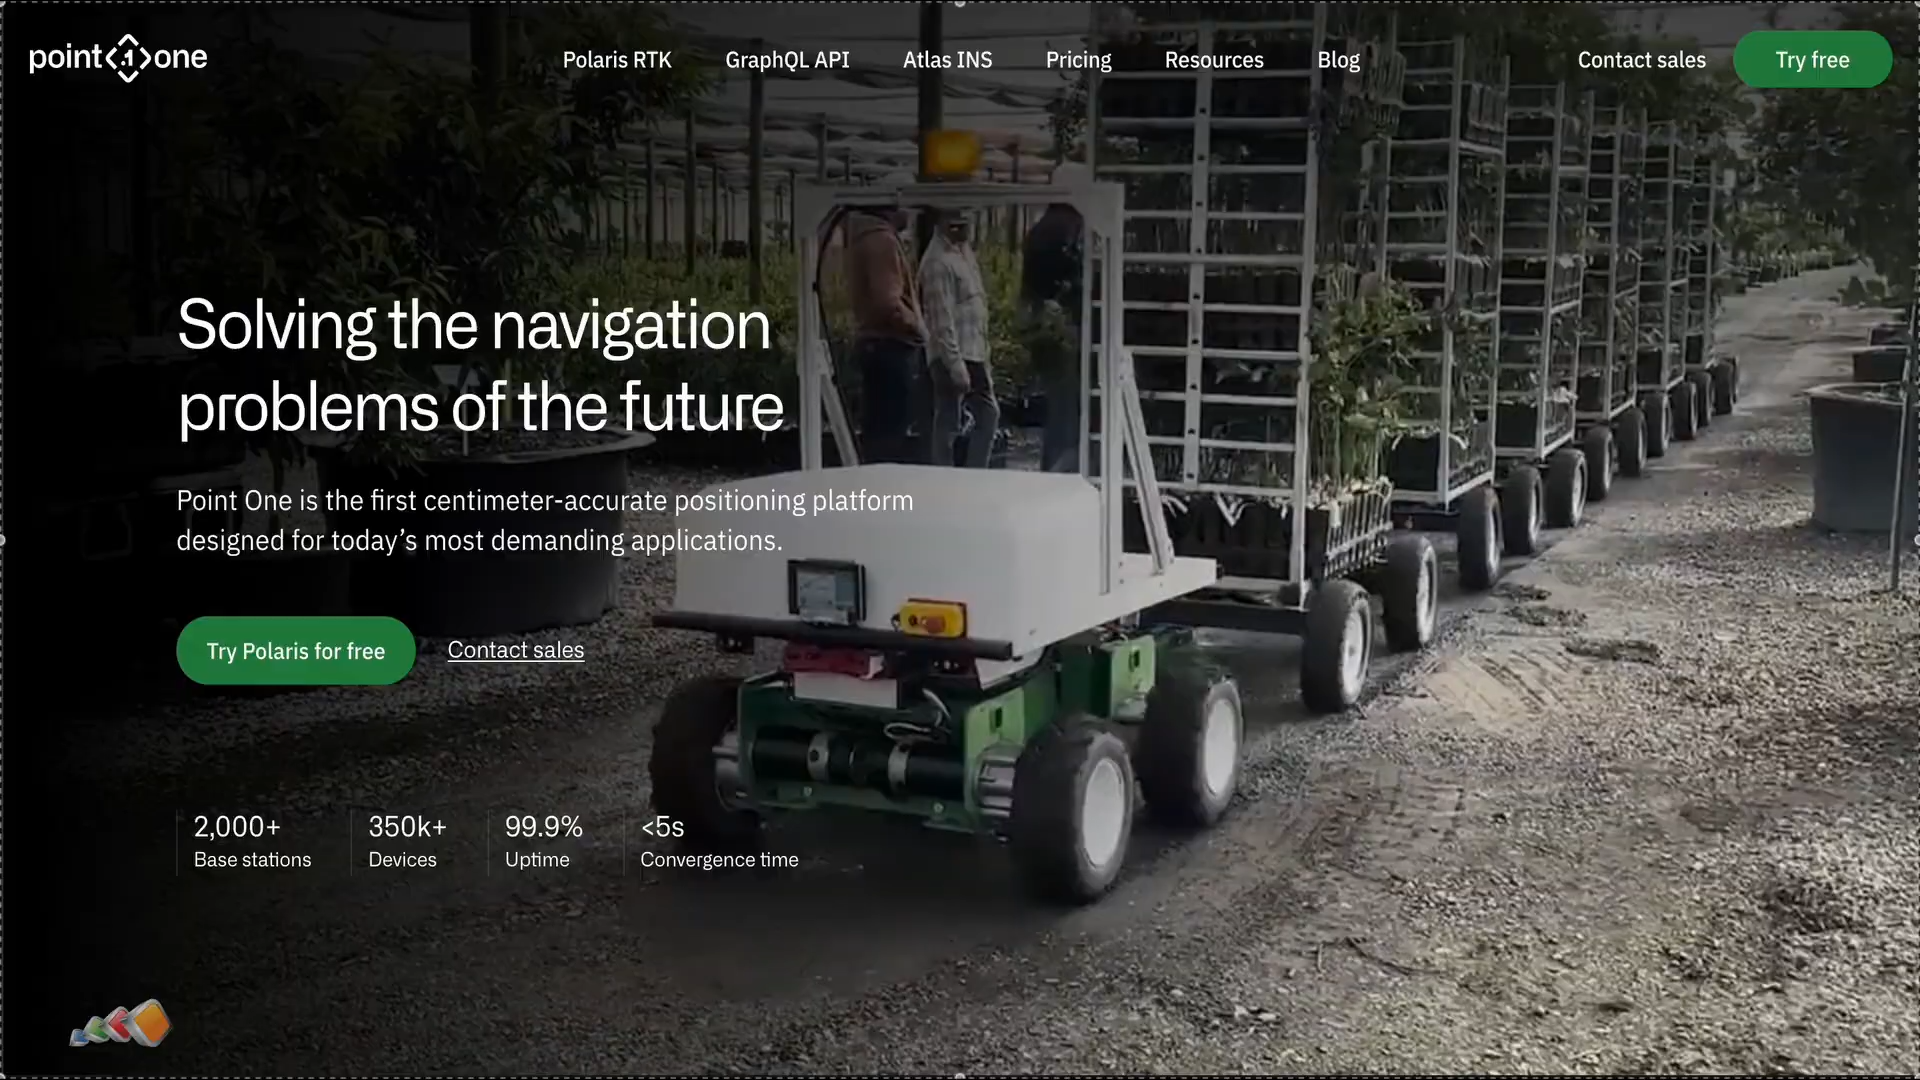 point 1 one
Polaris RTK
GraphQL API
Atlas INS
Pricing
Resources
Blog
Contact sales
Try free
Solving the navigation
problems of the future
Point One is the first centimeter-accurate positioning platform
designed for today’s most demanding applications.
Try Polaris for free
Contact sales
2,000+
Base stations
350k+
Devices
99.9%
Uptime
<5s
Convergence time